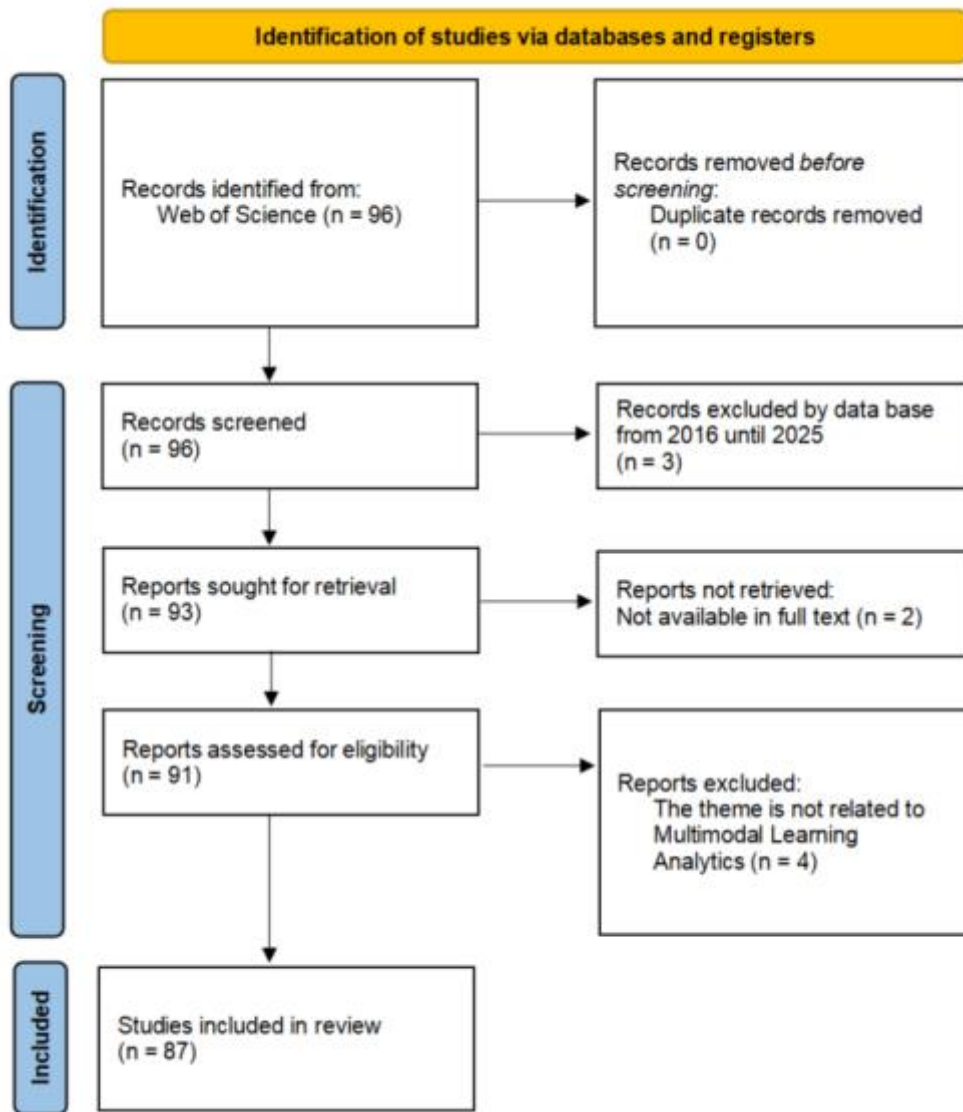 Identification of studies via databases and registers
Identification
Records identified from:
Web of Science (n = 96)
Records removed before
screening:
Duplicate records removed
(n = 0)
Screening
Records screened
(n = 96)
Records excluded by data base
from 2016 until 2025
(n = 3)
Reports sought for retrieval
(n = 93)
Reports not retrieved:
Not available in full text (n = 2)
Reports assessed for eligibility
(n = 91)
Reports excluded:
The theme is not related to
Multimodal Learning
Analytics (n = 4)
Included
Studies included in review
(n = 87)